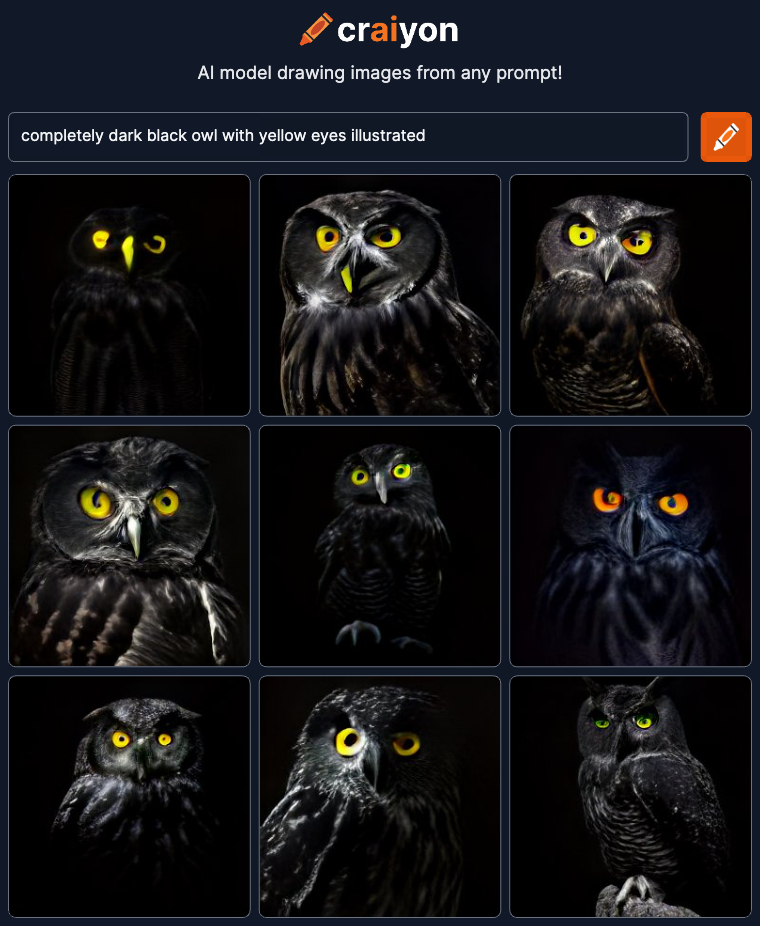 craiyon
AI model drawing images from any prompt!
completely dark black owl with yellow eyes illustrated